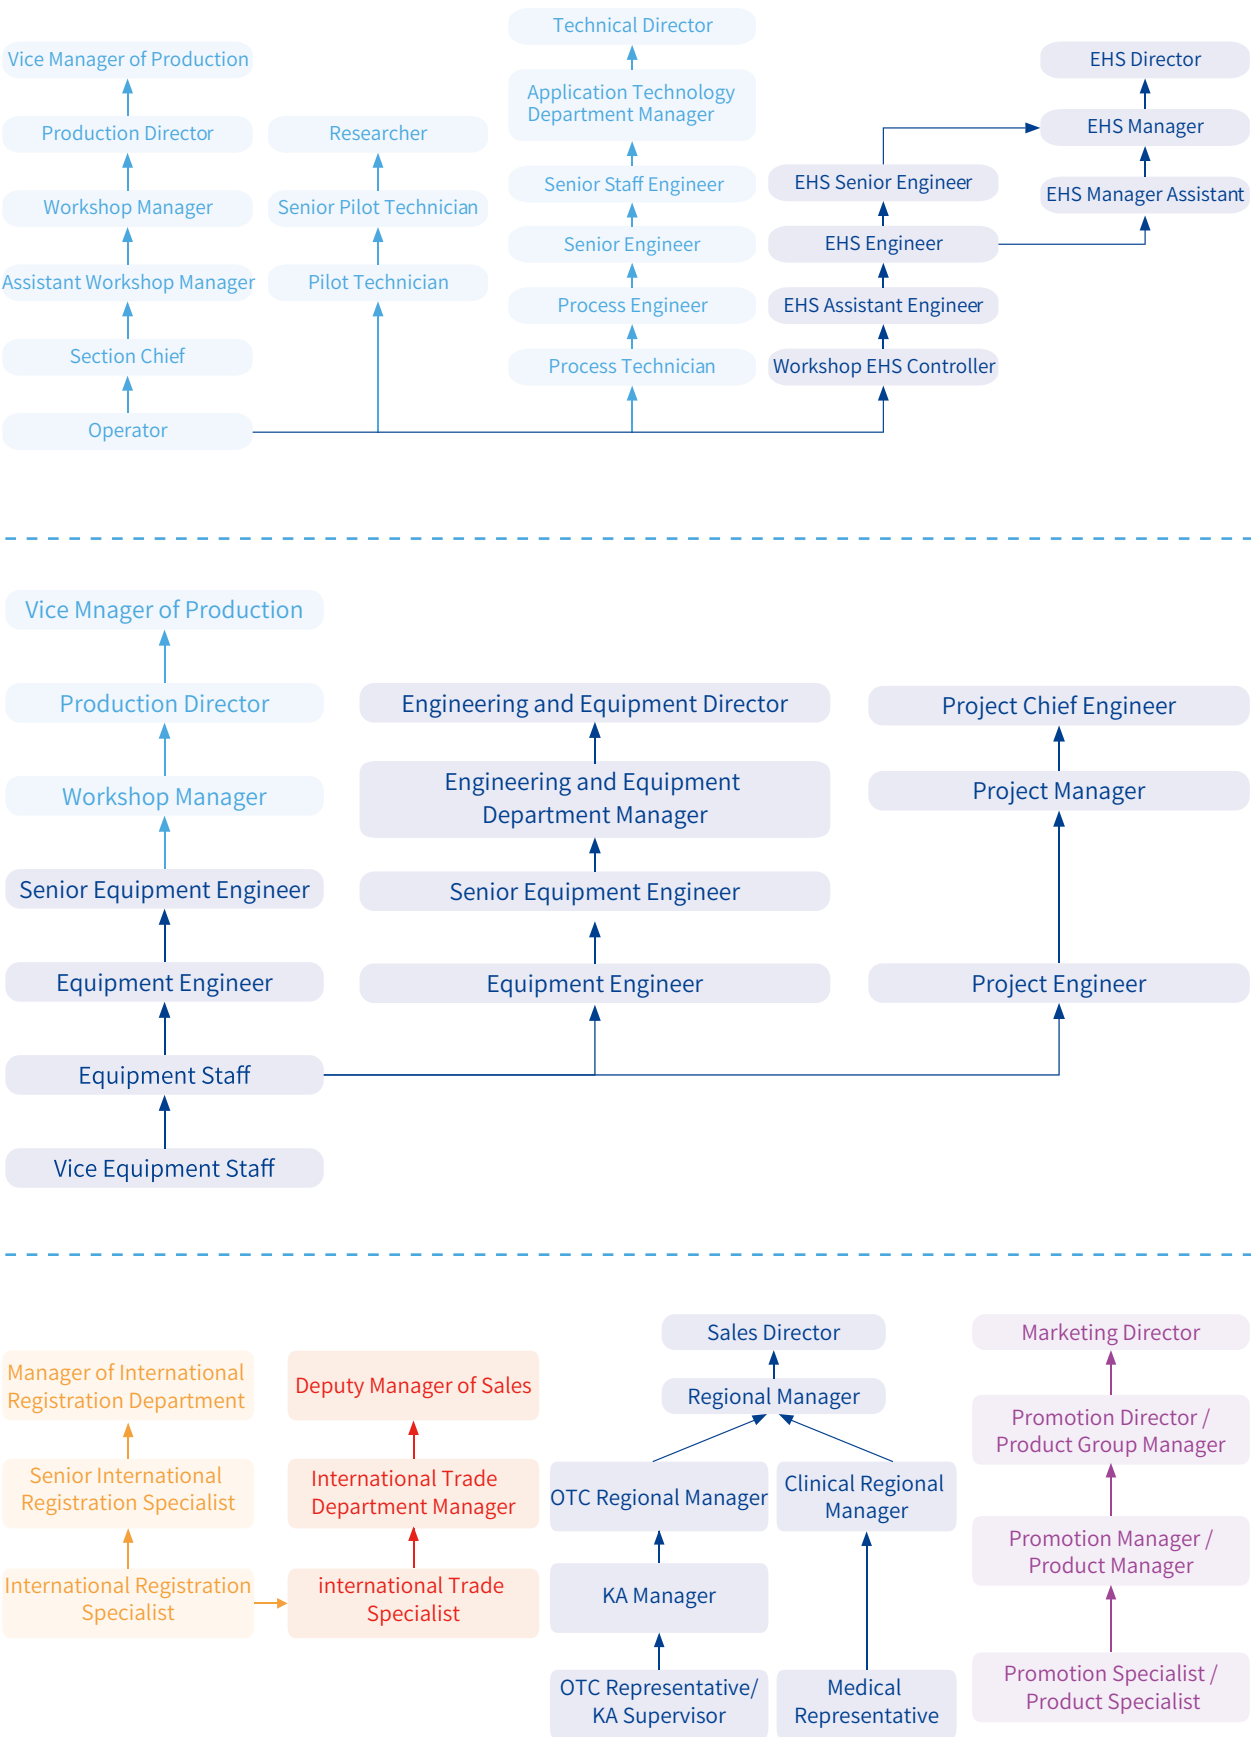 Vice Manager of Production
Production Director
Workshop Manager
Assistant Workshop Manager
Section Chief
Operator
Researcher
Senior Pilot Technician
Pilot Technician
Technical Director
Application Technology
Department Manager
Senior Staff Engineer
Senior Engineer
Process Engineer
Process Technician
EHS Senior Engineer
EHS Engineer
EHS Assistant Engineer
Workshop EHS Controller
EHS Director
EHS Manager
EHS Manager Assistant
Vice Mnager of Production
Production Director
Workshop Manager
Senior Equipment Engineer
Equipment Engineer
Equipment Staff
Vice Equipment Staff
Engineering and Equipment Director
Engineering and Equipment
Department Manager
Senior Equipment Engineer
Equipment Engineer
Project Chief Engineer
Project Manager
Project Engineer
Manager of International
Registration Department
Senior International
Registration Specialist
International Registration
Specialist
Deputy Manager of Sales
International Trade
Department Manager
international Trade
Specialist
Sales Director
Regional Manager
OTC Regional Manager
KA Manager
OTC Representative/
KA Supervisor
Clinical Regional
Manager
Medical
Representative
Marketing Director
Promotion Director /
Product Group Manager
Promotion Manager /
Product Manager
Promotion Specialist /
Product Specialist